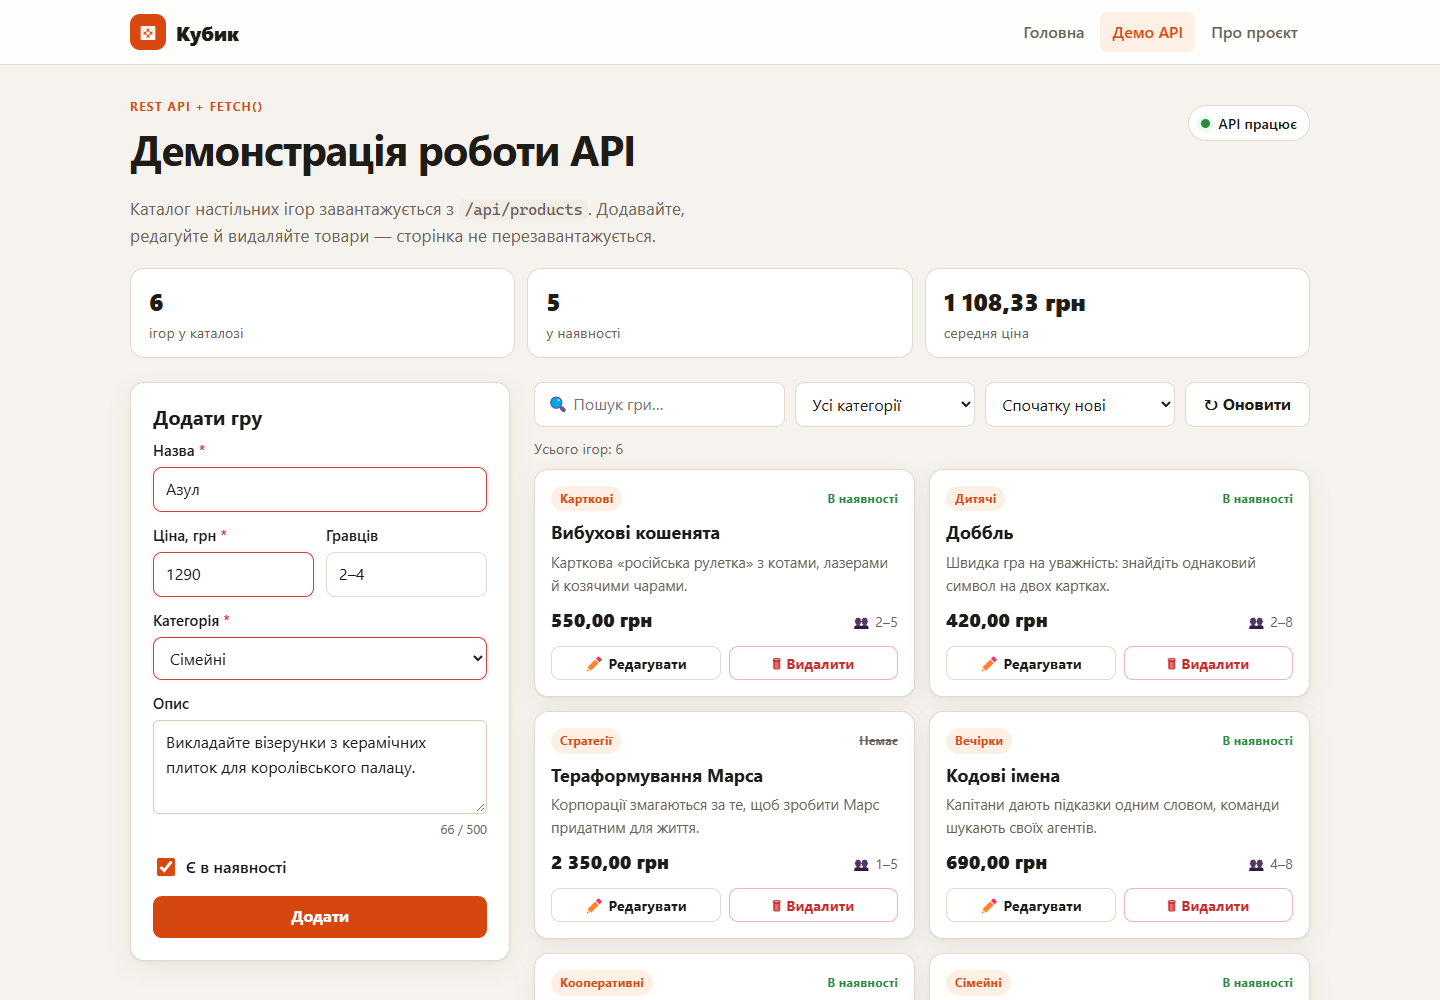 Кубик
Головна
Демо API
Про проєкт
REST API + FETCH()
Демонстрація роботи API
API працює
Каталог настільних ігор завантажується з /api/products. Додавайте,
редагуйте й видаляйте товари — сторінка не перезавантажується.
6
ігор у каталозі
5
у наявності
1 108,33 грн
середня ціна
Додати гру
Назва *
Азул
Ціна, грн *
Гравців
1290
2–4
Категорія *
Сімейні
Опис
Викладайте візерунки з керамічних
плиток для королівського палацу.
66 / 500
Є в наявності
Додати
Пошук гри...
Усі категорії
Спочатку нові
↻ Оновити
Усього ігор: 6
Карткові
В наявності
Вибухові кошенята
Карткова «російська рулетка» з котами, лазерами
й козячими чарами.
550,00 грн
2–5
Редагувати
Видалити
Дитячі
В наявності
Доббль
Швидка гра на уважність: знайдіть однаковий
символ на двох картках.
420,00 грн
2–8
Редагувати
Видалити
Стратегії
Немає
Тераформування Марса
Корпорації змагаються за те, щоб зробити Марс
придатним для життя.
2 350,00 грн
1–5
Редагувати
Видалити
Вечірки
В наявності
Кодові імена
Капітани дають підказки одним словом, команди
шукають своїх агентів.
690,00 грн
4–8
Редагувати
Видалити
Кооперативні
В наявності
Сімейні
В наявності